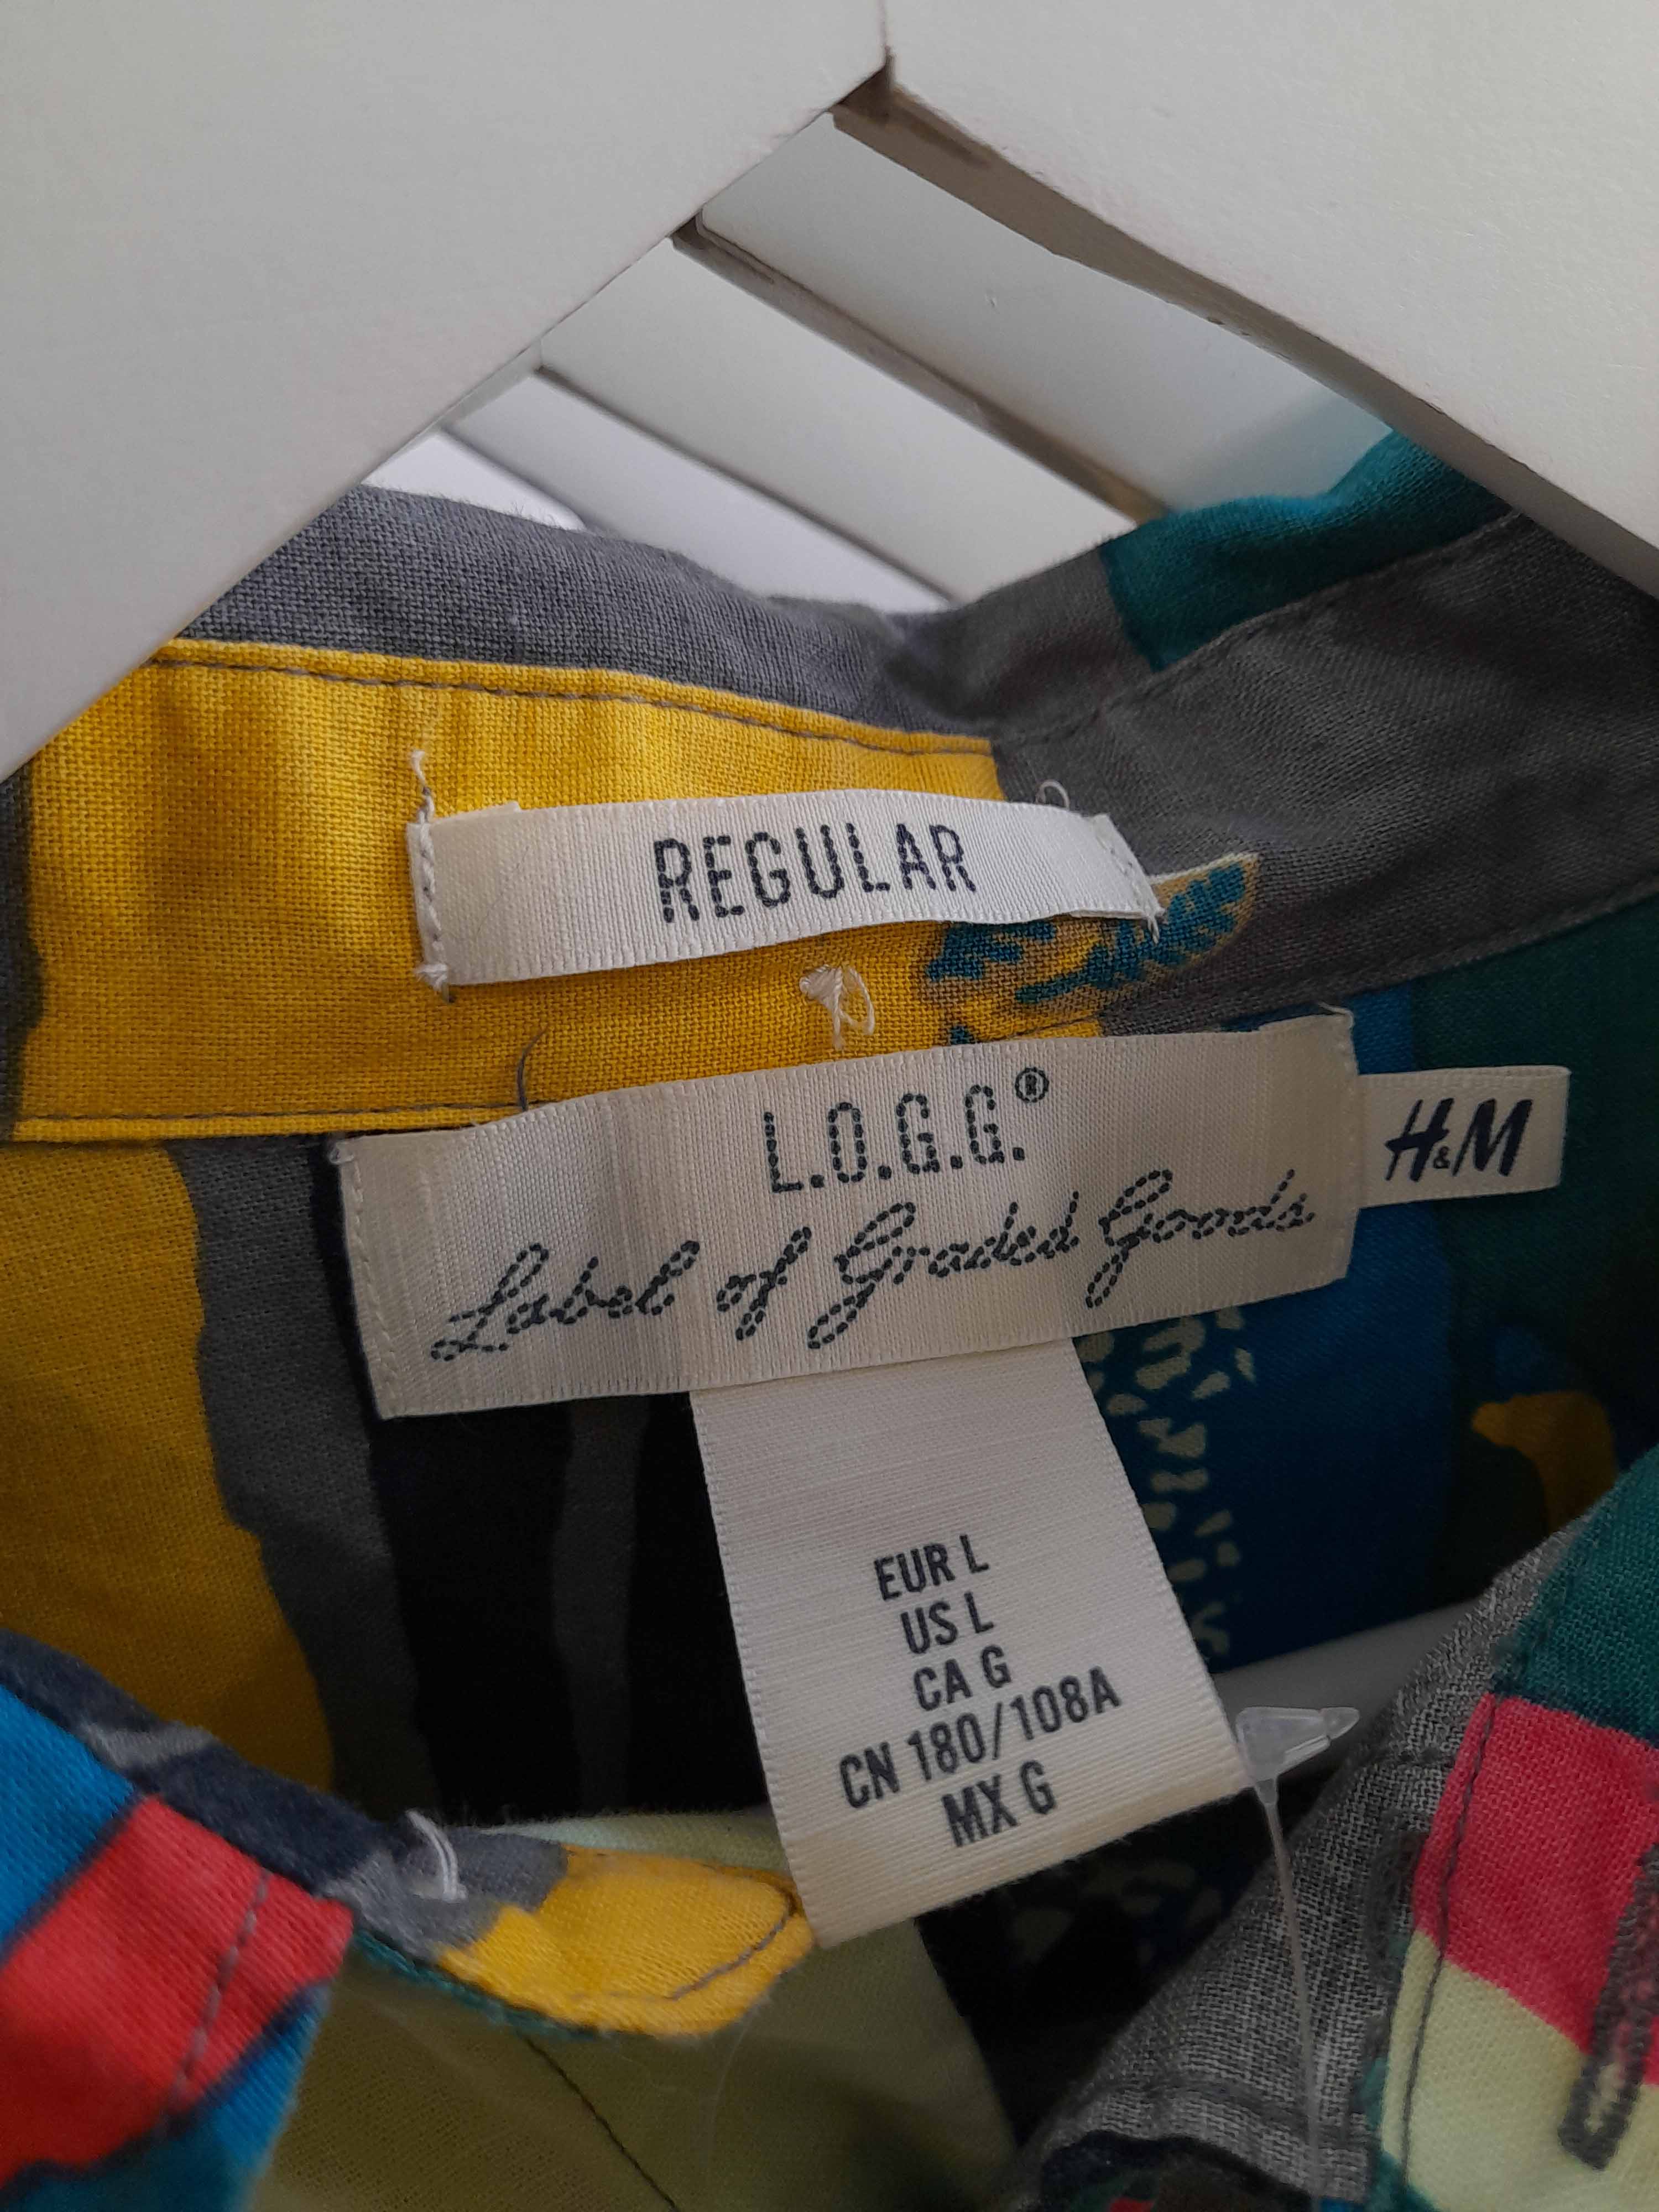 REGULAR
L.O.G.G.®
Label of Graded Goods
H&M
EUR L
US L
CA G
CN 180/108A
MX G